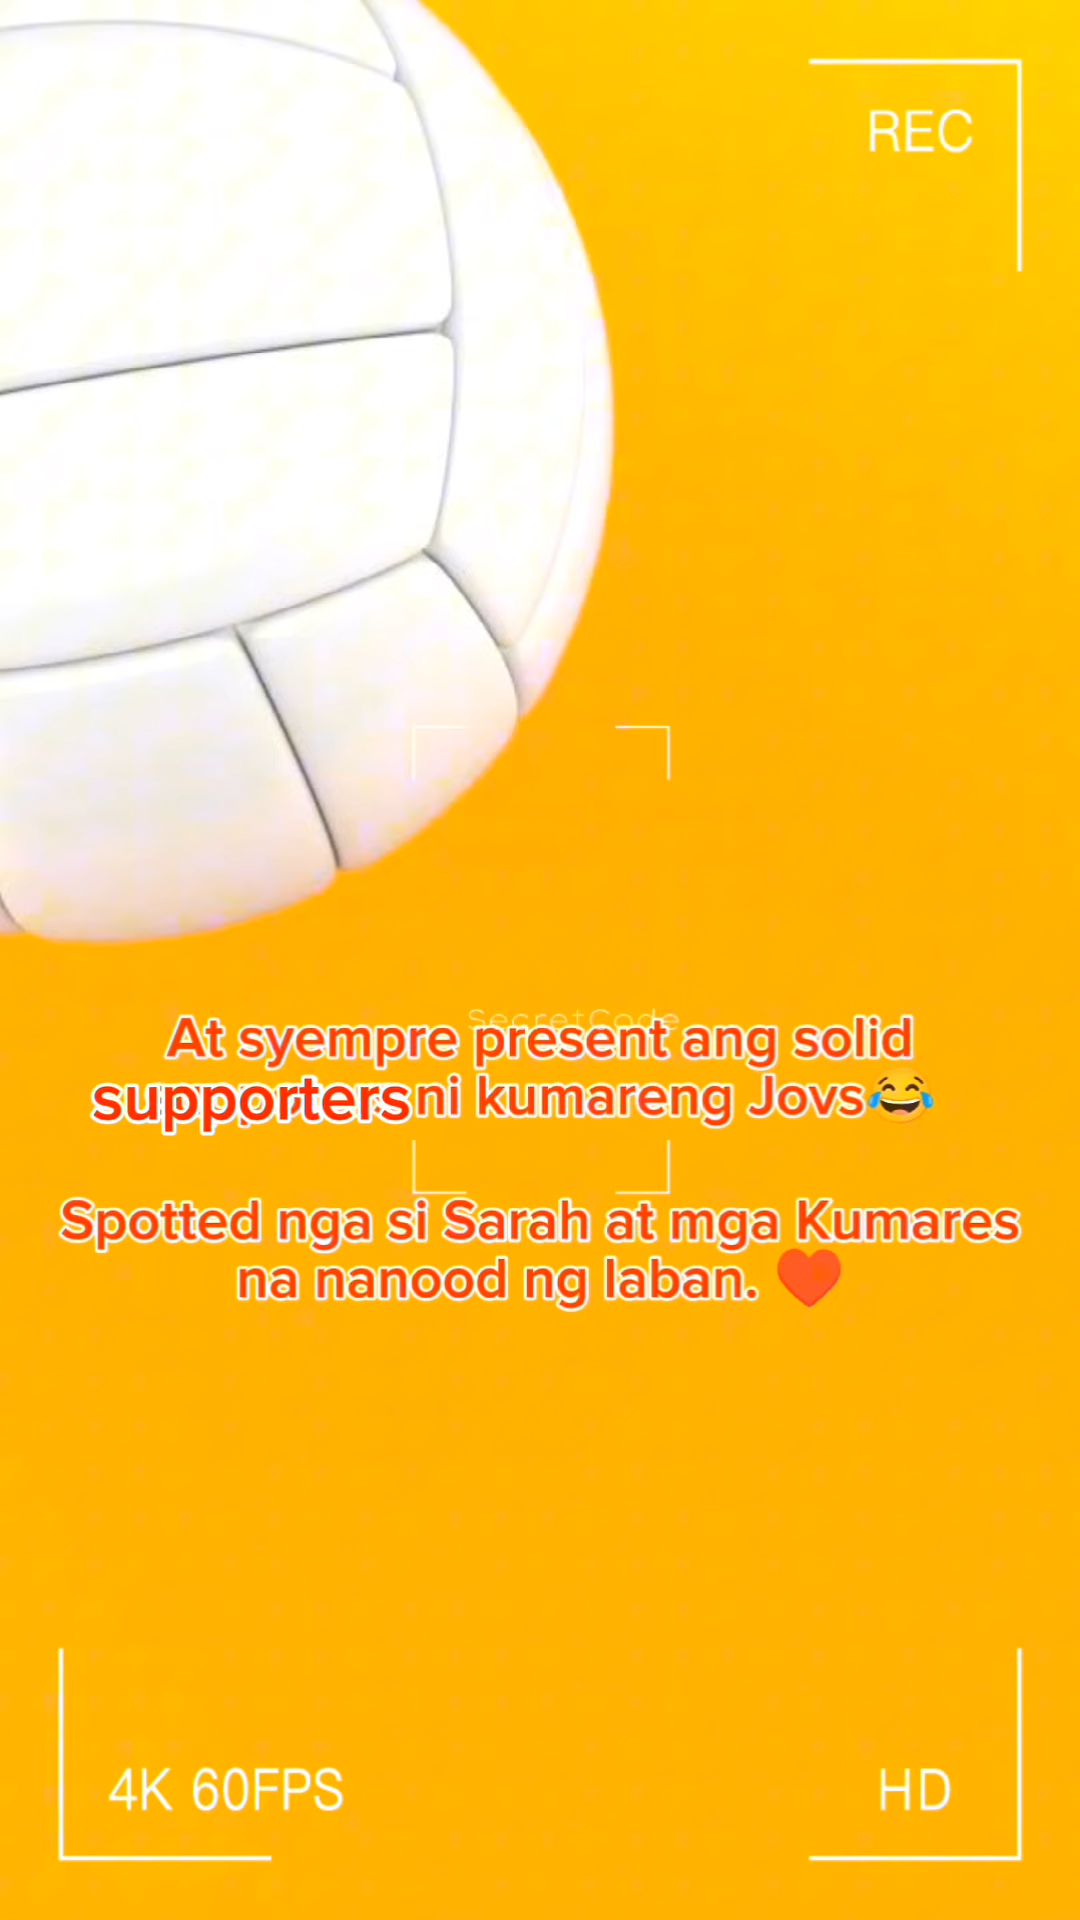 REC
SecretCode
At syempre present ang solid
supporters ni kumareng Jovs😂
Spotted nga si Sarah at mga Kumares
na nanood ng laban. ♥️
4K 60FPS
HD